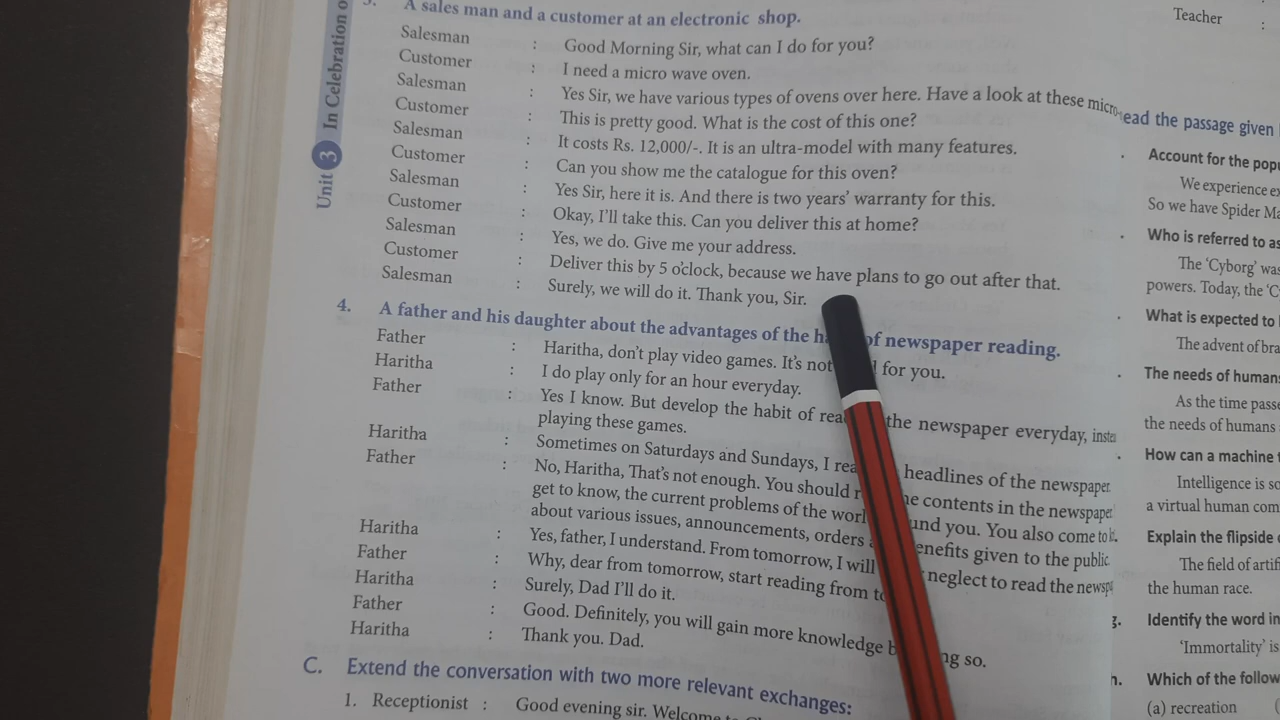 Unit 3 In Celebration o
A sales man and a customer at an electronic shop.
Salesman : Good Morning Sir, what can I do for you?
Customer : I need a micro wave oven.
Salesman : Yes Sir, we have various types of ovens over here. Have a look at these micro
Customer : This is pretty good. What is the cost of this one?
Salesman : It costs Rs. 12,000/-. It is an ultra-model with many features.
Customer : Can you show me the catalogue for this oven?
Salesman : Yes Sir, here it is. And there is two years' warranty for this.
Customer : Okay, I'll take this. Can you deliver this at home?
Salesman : Yes, we do. Give me your address.
Customer : Deliver this by 5 o'clock, because we have plans to go out after that.
Salesman : Surely, we will do it. Thank you, Sir.
4. A father and his daughter about the advantages of the of newspaper reading.
Father : Haritha, don't play video games. It's not for you.
Haritha : I do play only for an hour everyday.
Father : Yes I know. But develop the habit of the newspaper everyday,
playing these games.
Haritha : Sometimes on Saturdays and Sundays, I headlines of the newspaper
Father : No, Haritha, That's not enough. You should contents in the newspaper
get to know, the current problems of the you. You also come to
about various issues, announcements, orders given to the public.
Haritha : Yes, father, I understand. From tomorrow, I will neglect to read the
Father : Why, dear from tomorrow, start reading from
Haritha : Surely, Dad I'll do it.
Father : Good. Definitely, you will gain more knowledge so.
Haritha : Thank you. Dad.
C. Extend the conversation with two more relevant exchanges:
1. Receptionist : Good evening sir. Welcome
Teacher :
ead the passage given
Account for the pop
We experience
So we have Spider Ma
Who is referred to as
The 'Cyborg' was
powers. Today, the 'C
What is expected to
The advent of bra
The needs of humans
As the time passe
the needs of humans
How can a machine
Intelligence is so
a virtual human com
Explain the flipside
The field of artif
the human race.
g. Identify the word in
'Immortality' is
h. Which of the follow
(a) recreation (